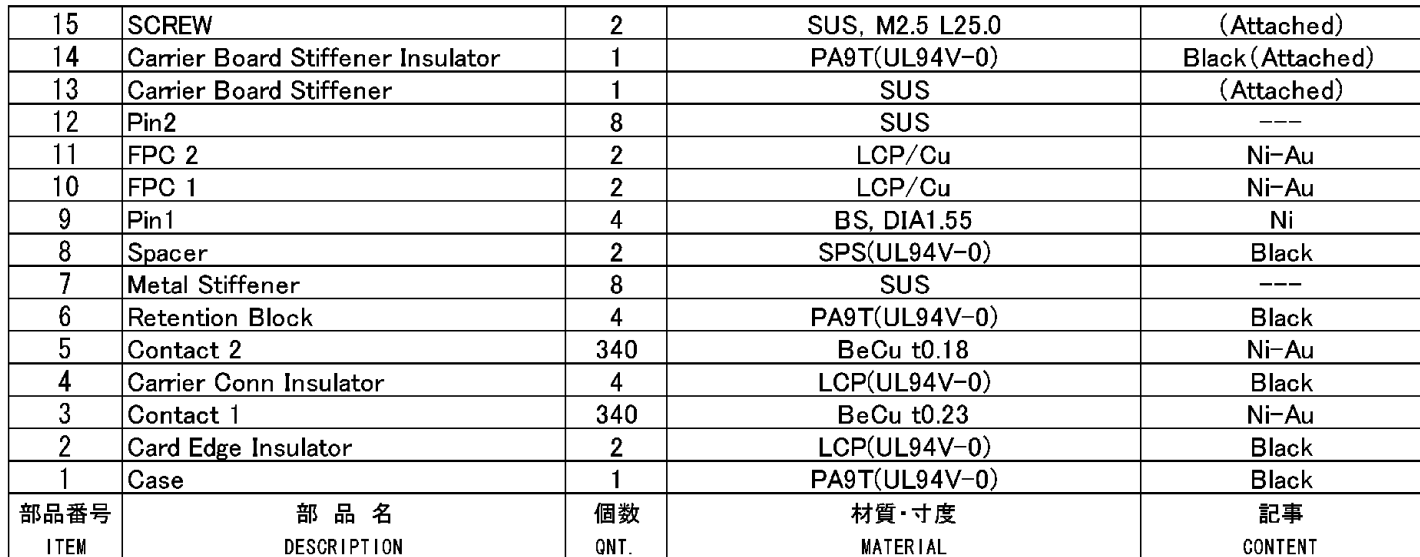 15 SCREW 2 SUS, M2.5 L25.0 (Attached)
14 Carrier Board Stiffener Insulator 1 PA9T(UL94V-0) Black(Attached)
13 Carrier Board Stiffener 1 SUS (Attached)
12 Pin2 8 SUS ---
11 FPC 2 2 LCP/Cu Ni-Au
10 FPC 1 2 LCP/Cu Ni-Au
9 Pin1 4 BS, DIA1.55 Ni
8 Spacer 2 SPS(UL94V-0) Black
7 Metal Stiffener 8 SUS ---
6 Retention Block 4 PA9T(UL94V-0) Black
5 Contact 2 340 BeCu t0.18 Ni-Au
4 Carrier Conn Insulator 4 LCP(UL94V-0) Black
3 Contact 1 340 BeCu t0.23 Ni-Au
2 Card Edge Insulator 2 LCP(UL94V-0) Black
1 Case 1 PA9T(UL94V-0) Black
部品番号 部 品 名 個数 材質・寸度 記事
ITEM DESCRIPTION QNT. MATERIAL CONTENT